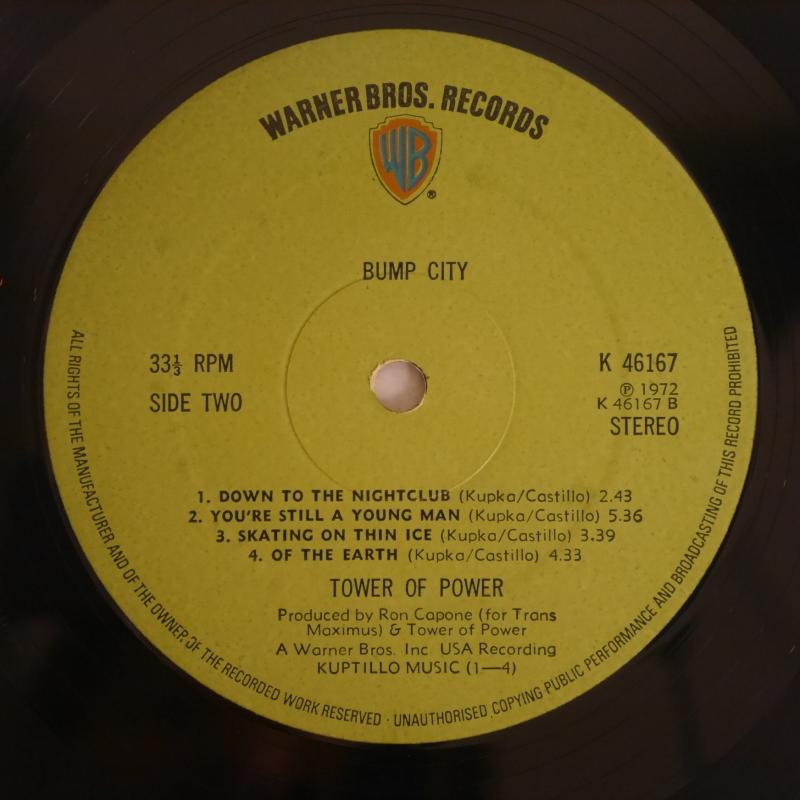 WARNER BROS. RECORDS
WB
®
BUMP CITY
33⅓ RPM
SIDE TWO
K 46167
℗ 1972
K 46167 B
STEREO
1. DOWN TO THE NIGHTCLUB (Kupka/Castillo) 2.43
2. YOU'RE STILL A YOUNG MAN (Kupka/Castillo) 5.36
3. SKATING ON THIN ICE (Kupka/Castillo) 3.39
4. OF THE EARTH (Kupka/Castillo) 4.33
TOWER OF POWER
Produced by Ron Capone (for Trans
Maximus) & Tower of Power
A Warner Bros. Inc USA Recording
KUPTILLO MUSIC (1—4)
ALL RIGHTS OF THE MANUFACTURER AND OF THE OWNER OF THE RECORDED WORK RESERVED · UNAUTHORISED COPYING PUBLIC PERFORMANCE AND BROADCASTING OF THIS RECORD PROHIBITED